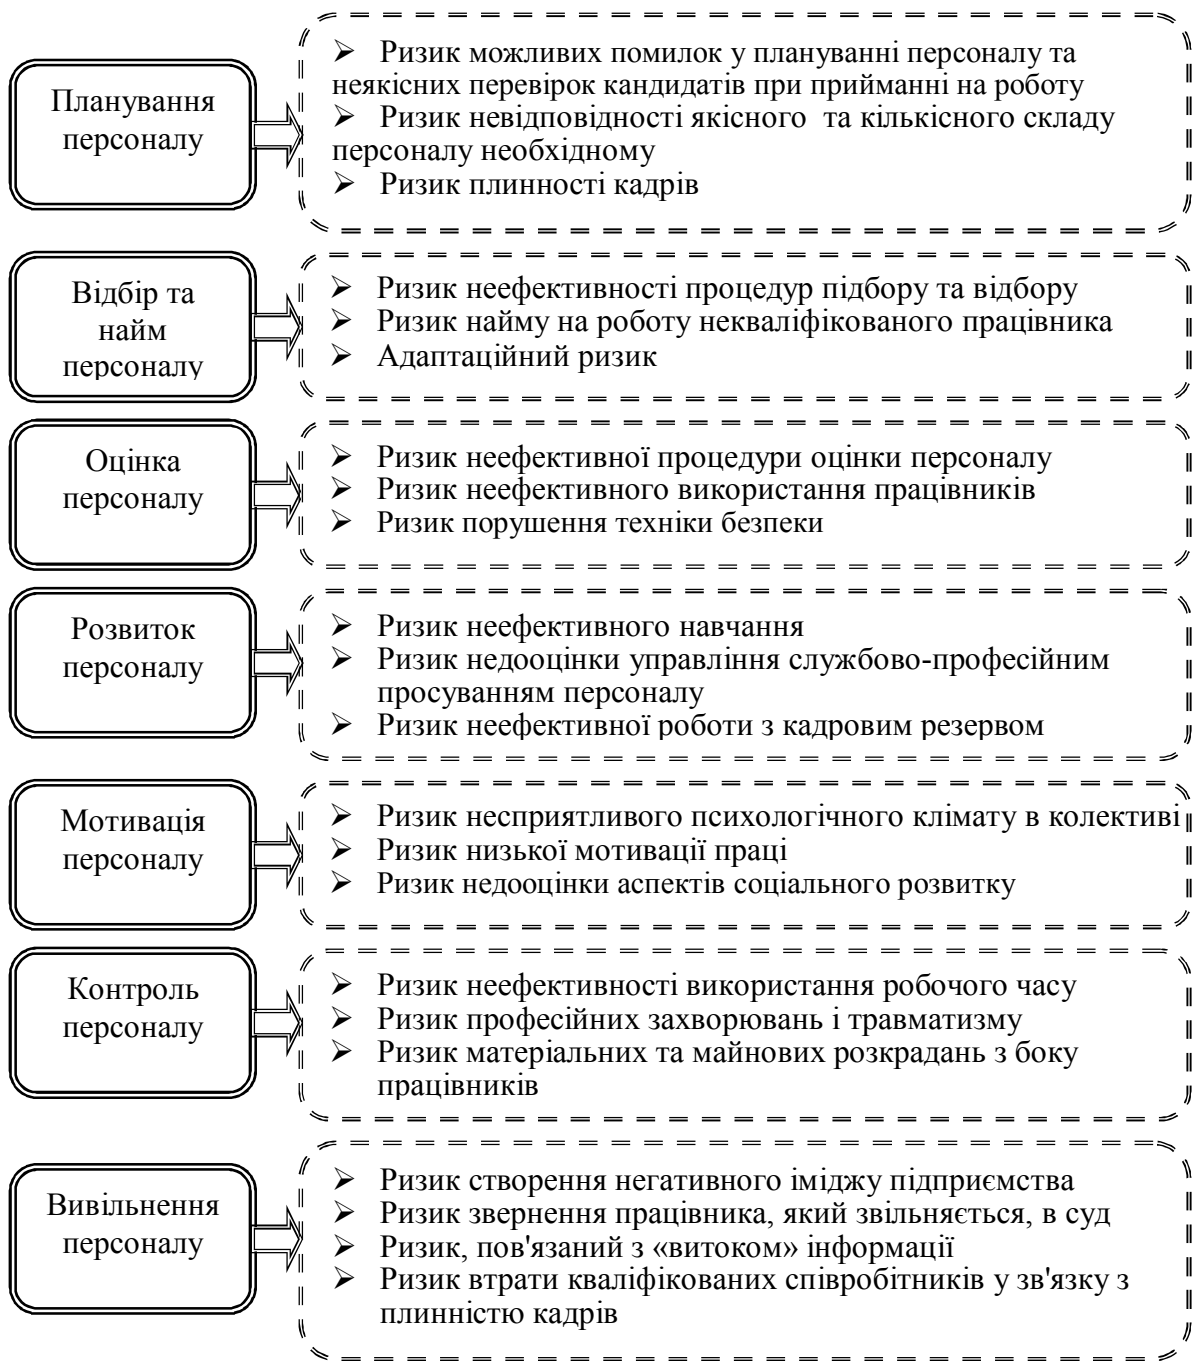 Планування
персоналу
➢ Ризик можливих помилок у плануванні персоналу та
неякісних перевірок кандидатів при прийманні на роботу
➢ Ризик невідповідності якісного та кількісного складу
персоналу необхідному
➢ Ризик плинності кадрів
Відбір та
найм
персоналу
➢ Ризик неефективності процедур підбору та відбору
➢ Ризик найму на роботу некваліфікованого працівника
➢ Адаптаційний ризик
Оцінка
персоналу
➢ Ризик неефективної процедури оцінки персоналу
➢ Ризик неефективного використання працівників
➢ Ризик порушення техніки безпеки
Розвиток
персоналу
➢ Ризик неефективного навчання
➢ Ризик недооцінки управління службово-професійним
просуванням персоналу
➢ Ризик неефективної роботи з кадровим резервом
Мотивація
персоналу
➢ Ризик несприятливого психологічного клімату в колективі
➢ Ризик низької мотивації праці
➢ Ризик недооцінки аспектів соціального розвитку
Контроль
персоналу
➢ Ризик неефективності використання робочого часу
➢ Ризик професійних захворювань і травматизму
➢ Ризик матеріальних та майнових розкрадань з боку
працівників
Вивільнення
персоналу
➢ Ризик створення негативного іміджу підприємства
➢ Ризик звернення працівника, який звільняється, в суд
➢ Ризик, пов'язаний з «витоком» інформації
➢ Ризик втрати кваліфікованих співробітників у зв'язку з
плинністю кадрів